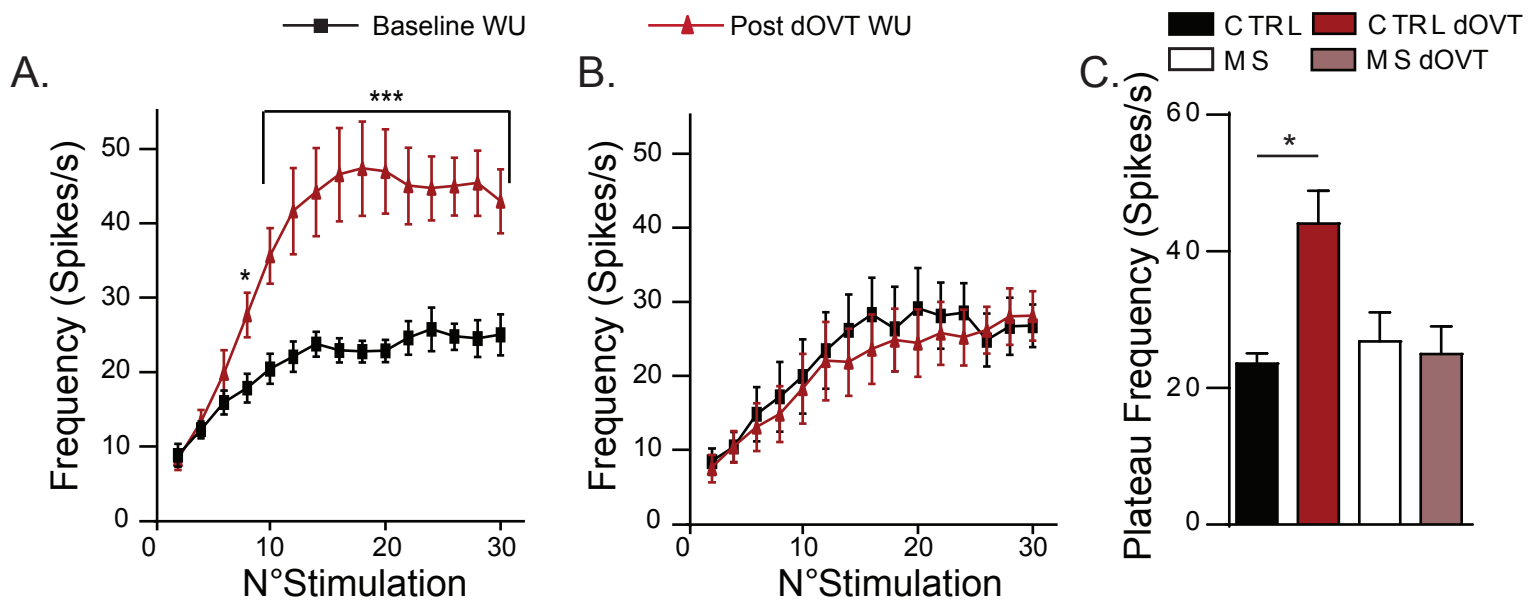 Baseline WU
Post dOVT WU
CTRL
CTRL dOVT
MS
MS dOVT
A.
B.
C.
***
*
Frequency (Spikes/s)
50
40
30
20
10
0
0 10 20 30
N°Stimulation
Frequency (Spikes/s)
50
40
30
20
10
0
0 10 20 30
N°Stimulation
Plateau Frequency (Spikes/s)
60
40
20
0
*